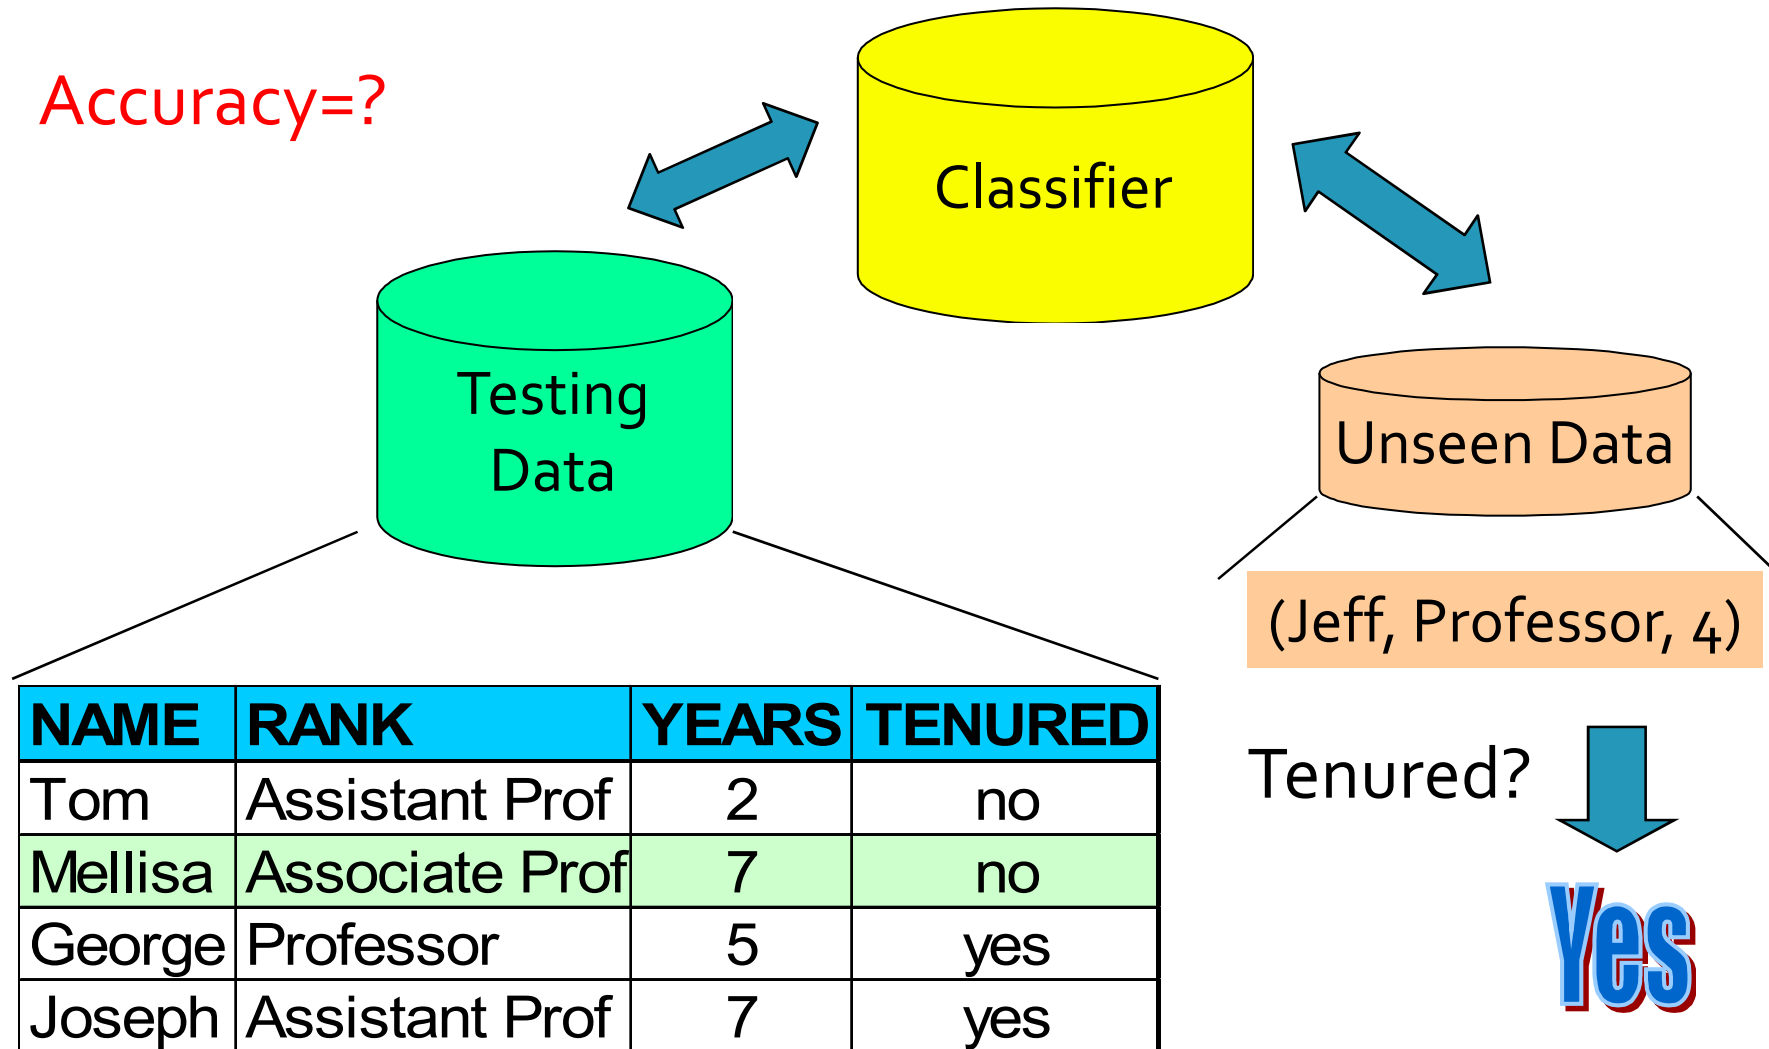 Accuracy=?
Classifier
Testing
Data
Unseen Data
(Jeff, Professor, 4)
NAME RANK YEARS TENURED
Tom Assistant Prof 2 no
Mellisa Associate Prof 7 no
George Professor 5 yes
Joseph Assistant Prof 7 yes
Tenured?
Yes